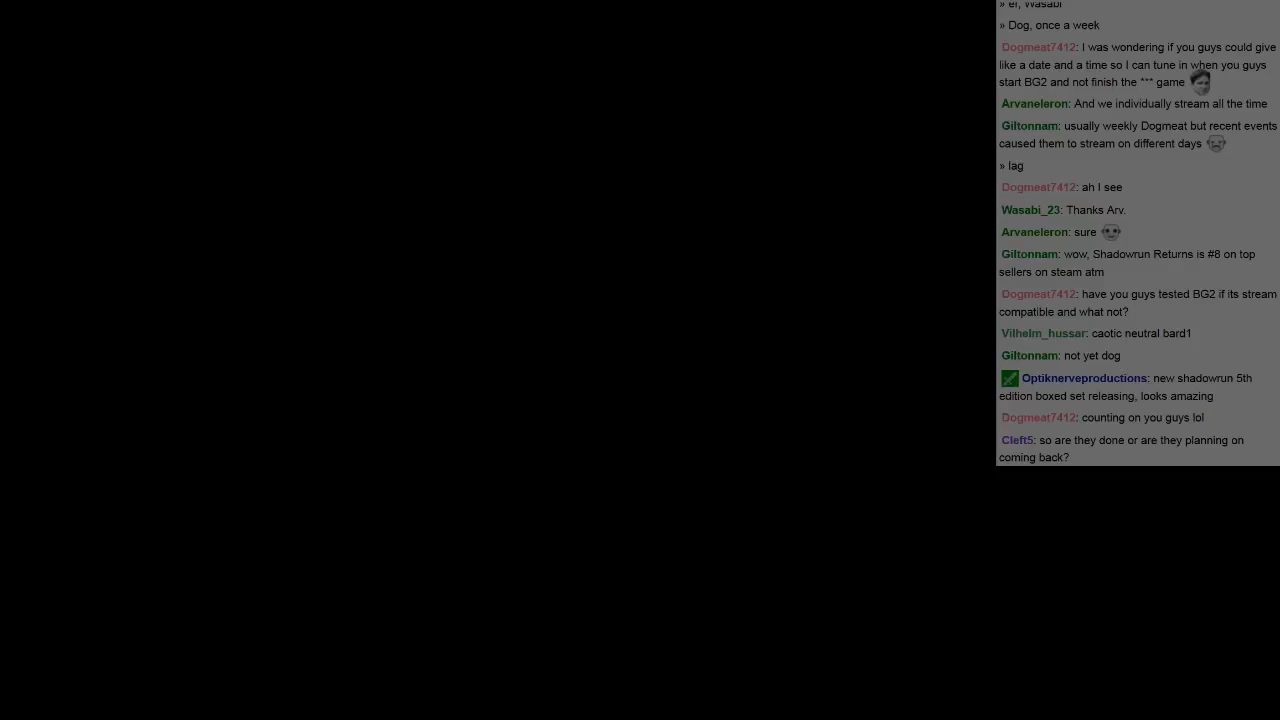 » er, Wasabi
» Dog, once a week
Dogmeat7412: I was wondering if you guys could give
like a date and a time so I can tune in when you guys
start BG2 and not finish the *** game
Arvaneleron: And we individually stream all the time
Giltonnam: usually weekly Dogmeat but recent events
caused them to stream on different days
» lag
Dogmeat7412: ah I see
Wasabi_23: Thanks Arv.
Arvaneleron: sure
Giltonnam: wow, Shadowrun Returns is #8 on top
sellers on steam atm
Dogmeat7412: have you guys tested BG2 if its stream
compatible and what not?
Vilhelm_hussar: caotic neutral bard1
Giltonnam: not yet dog
Optiknerveproductions: new shadowrun 5th
edition boxed set releasing, looks amazing
Dogmeat7412: counting on you guys lol
Cleft5: so are they done or are they planning on
coming back?